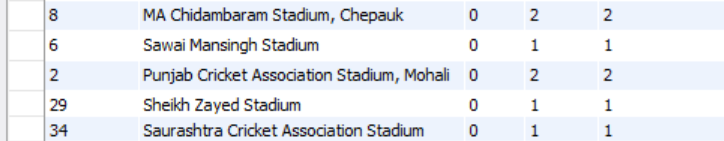 8 MA Chidambaram Stadium, Chepauk 0 2 2
6 Sawai Mansingh Stadium 0 1 1
2 Punjab Cricket Association Stadium, Mohali 0 2 2
29 Sheikh Zayed Stadium 0 1 1
34 Saurashtra Cricket Association Stadium 0 1 1